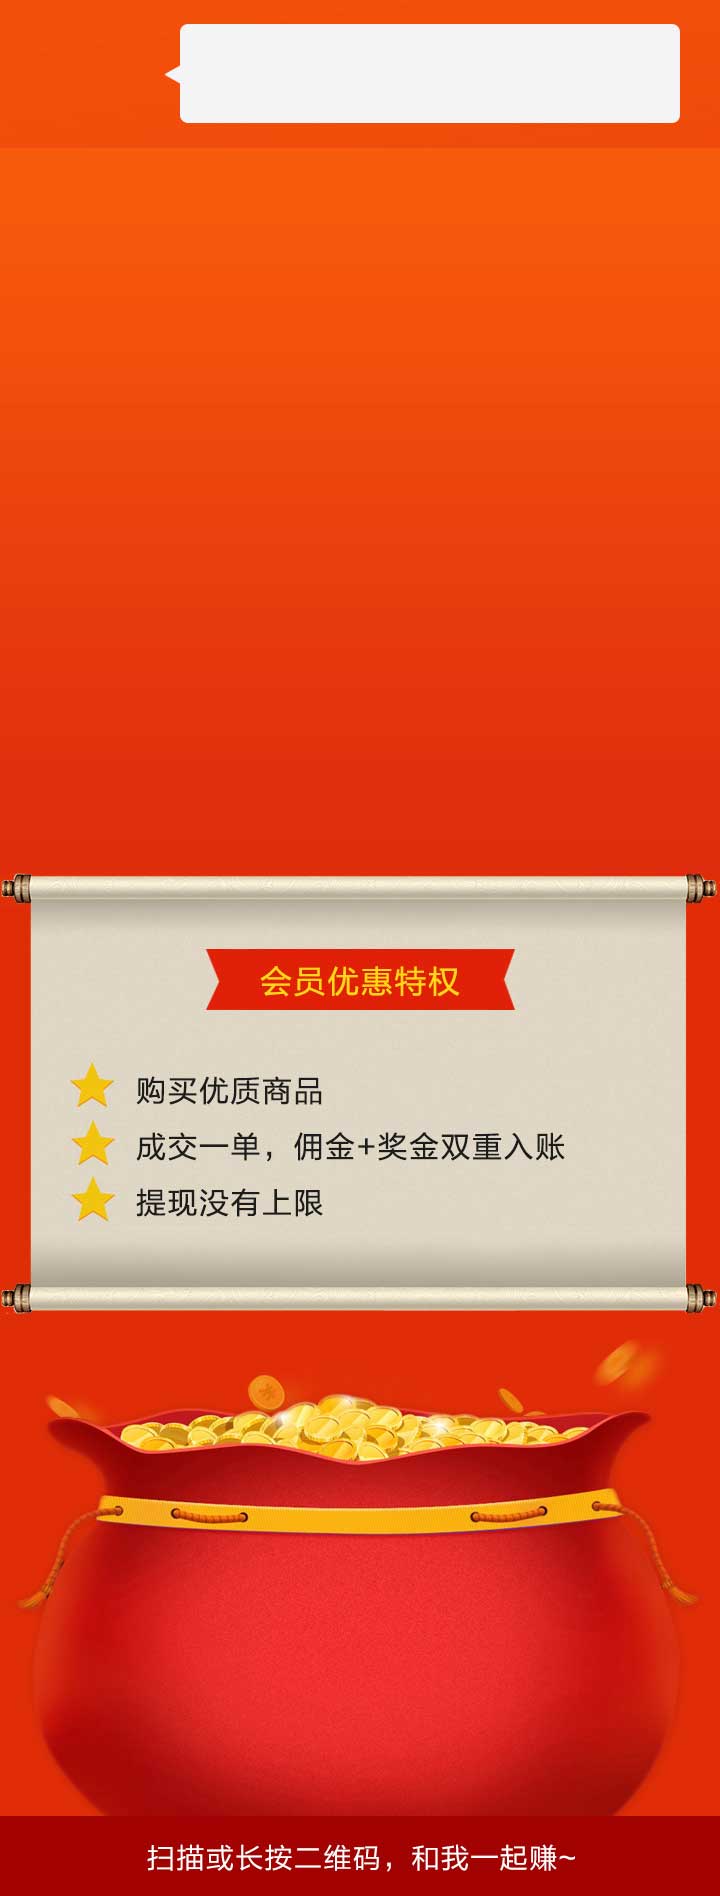 会员优惠特权
购买优质商品
成交一单，佣金+奖金双重入账
提现没有上限
扫描或长按二维码，和我一起赚~